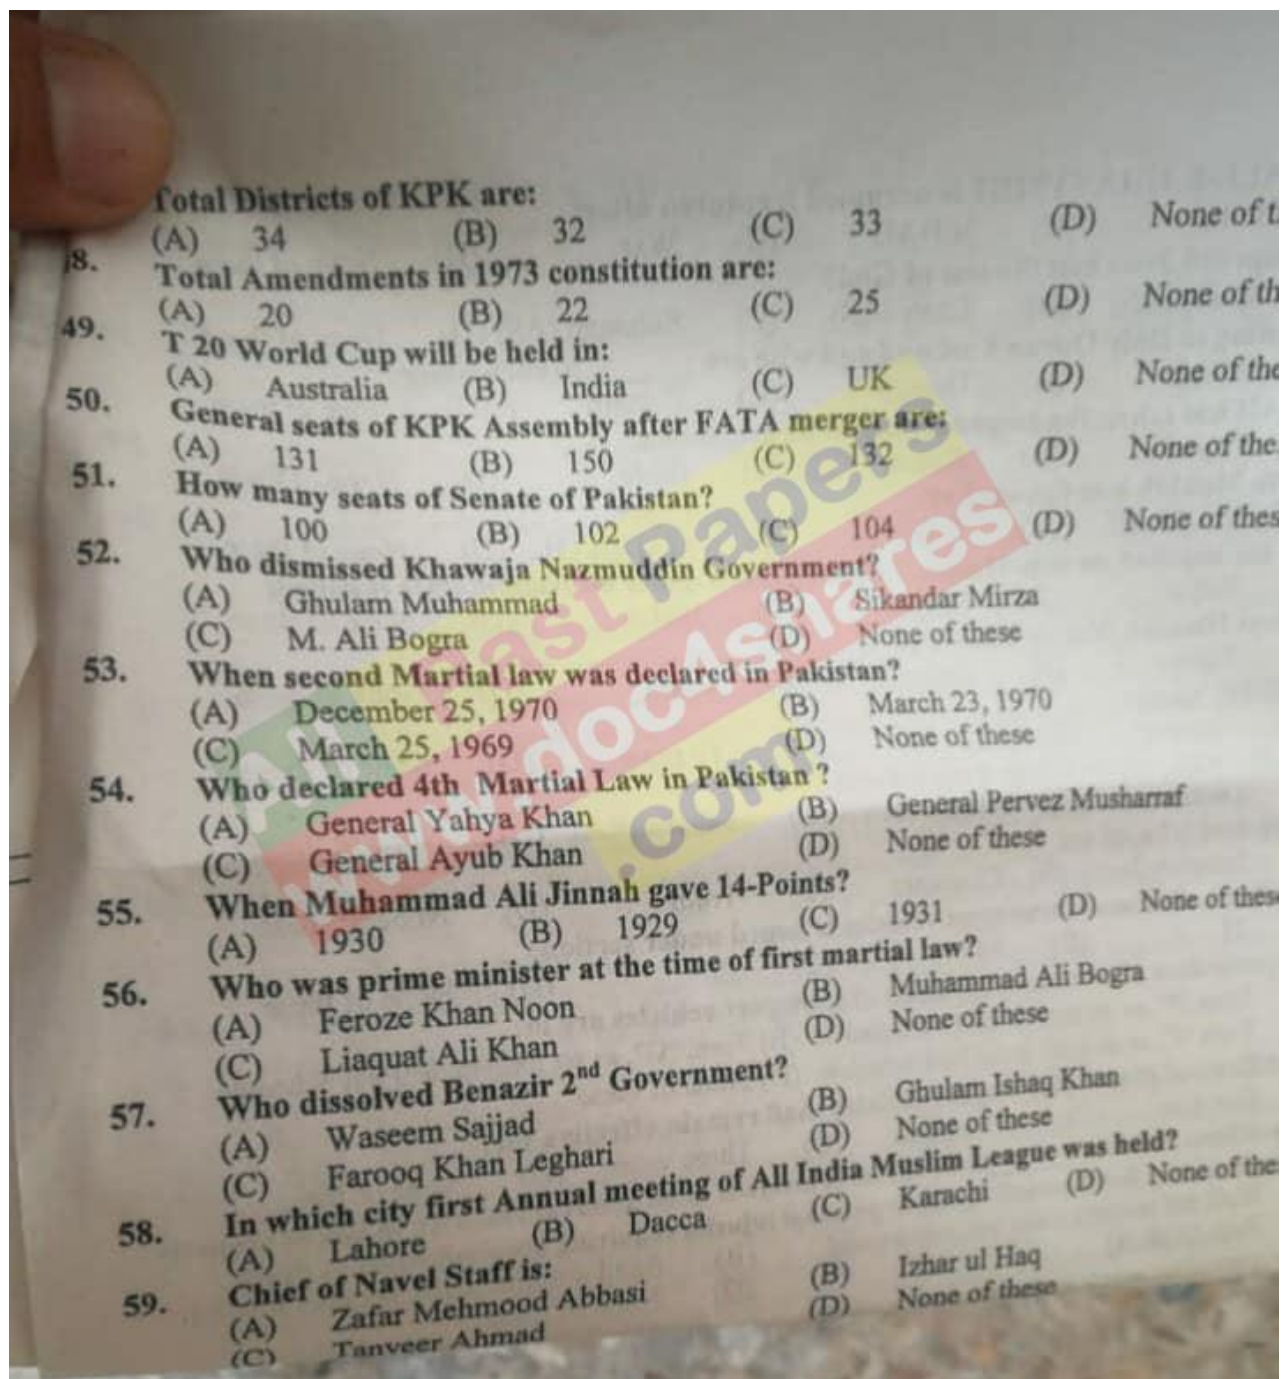 Total Districts of KPK are:
(A) 34 (B) 32 (C) 33 (D) None of t
8. Total Amendments in 1973 constitution are:
(A) 20 (B) 22 (C) 25 (D) None of th
49. T 20 World Cup will be held in:
(A) Australia (B) India (C) UK (D) None of the
50. General seats of KPK Assembly after FATA merger are:
(A) 131 (B) 150 (C) 132 (D) None of the
51. How many seats of Senate of Pakistan?
(A) 100 (B) 102 (C) 104 (D) None of thes
52. Who dismissed Khawaja Nazmuddin Government?
(A) Ghulam Muhammad (B) Sikandar Mirza
(C) M. Ali Bogra (D) None of these
53. When second Martial law was declared in Pakistan?
(A) December 25, 1970 (B) March 23, 1970
(C) March 25, 1969 (D) None of these
54. Who declared 4th Martial Law in Pakistan ?
(A) General Yahya Khan (B) General Pervez Musharraf
(C) General Ayub Khan (D) None of these
55. When Muhammad Ali Jinnah gave 14-Points?
(A) 1930 (B) 1929 (C) 1931 (D) None of these
56. Who was prime minister at the time of first martial law?
(A) Feroze Khan Noon (B) Muhammad Ali Bogra
(C) Liaquat Ali Khan (D) None of these
57. Who dissolved Benazir 2nd Government?
(A) Waseem Sajjad (B) Ghulam Ishaq Khan
(C) Farooq Khan Leghari (D) None of these
58. In which city first Annual meeting of All India Muslim League was held?
(A) Lahore (B) Dacca (C) Karachi (D) None of the
59. Chief of Navel Staff is:
(A) Zafar Mehmood Abbasi (B) Izhar ul Haq
(C) Tanveer Ahmad (D) None of these
All Past Papers
www.doc4shares
.com